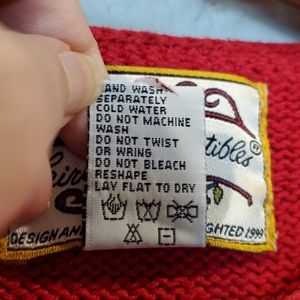 HAND WASH
SEPARATELY
COLD WATER
DO NOT MACHINE
WASH
DO NOT TWIST
OR WRING
DO NOT BLEACH
RESHAPE
LAY FLAT TO DRY
tibles®
DESIGN AN
GHTED 1999